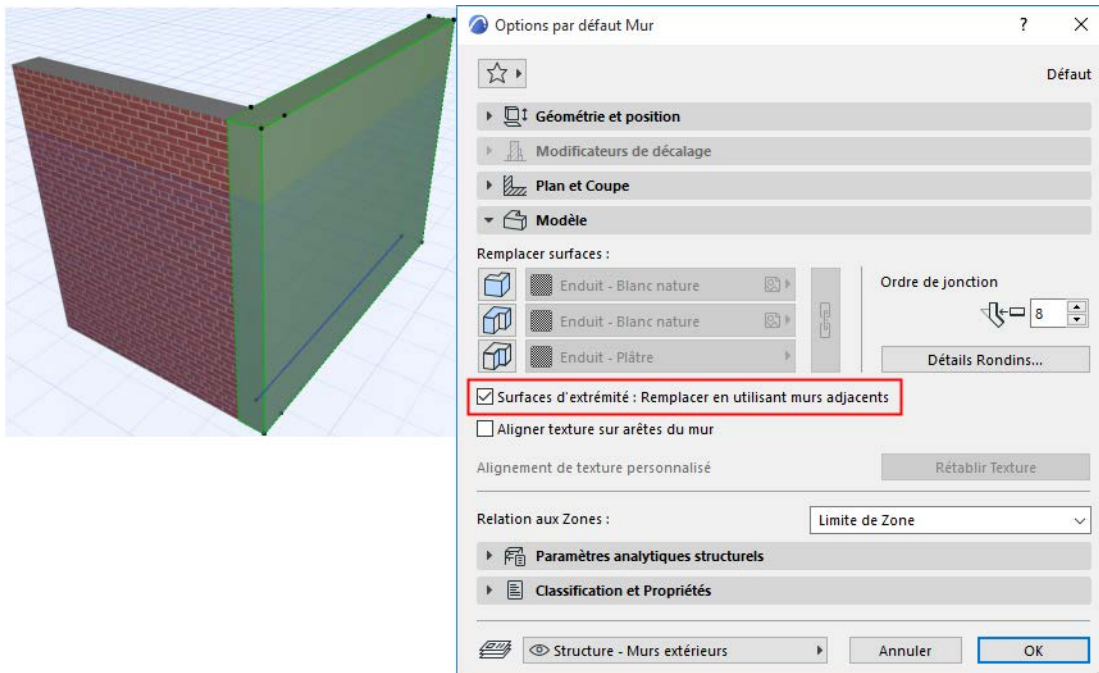 Options par défaut Mur
?
Défaut
Géométrie et position
Modificateurs de décalage
Plan et Coupe
Modèle
Remplacer surfaces :
Enduit - Blanc nature
Enduit - Blanc nature
Enduit - Plâtre
Ordre de jonction
8
Détails Rondins...
Surfaces d'extrémité : Remplacer en utilisant murs adjacents
Aligner texture sur arêtes du mur
Alignement de texture personnalisé
Rétablir Texture
Relation aux Zones :
Limite de Zone
Paramètres analytiques structurels
Classification et Propriétés
Structure - Murs extérieurs
Annuler
OK